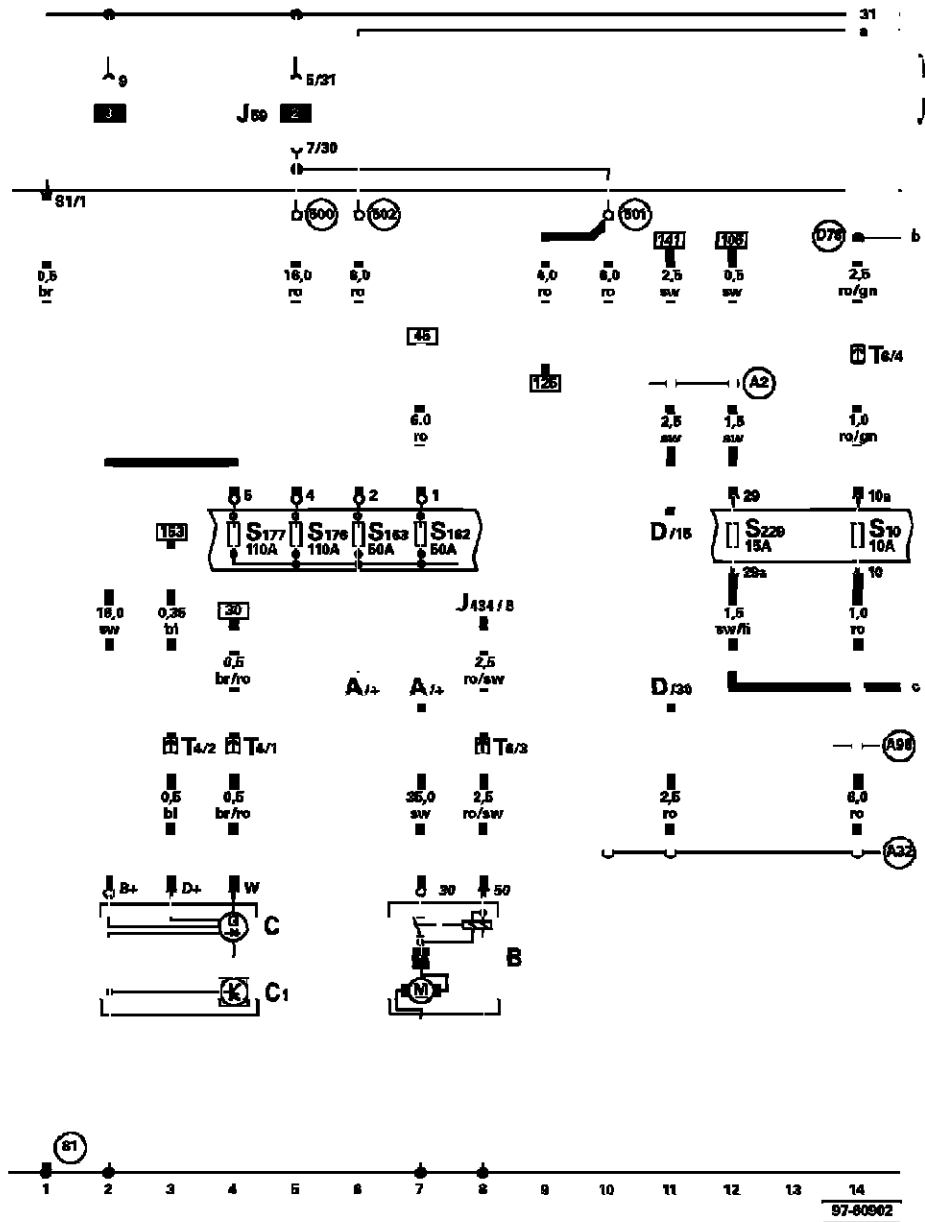 31
a
9
5/31
3
J59
2
7/30
S1/1
500
502
501
141
106
D78
b
0,5 16,0 6,0 4,0 6,0 2,5 0,5 2,5
br ro ro ro ro sw sw ro/gn
45
T6/4
125
A2
6,0 2,5 1,5 1,0
ro sw sw ro/gn
5 4 2 1 29 10a
153
S177 S176 S163 S162 D/15 S229 S10
110A 110A 50A 50A 15A 10A
29a 10
16,0 0,35 30 J434/8 1,5 1,0
sw bl sw/li ro
0,5 2,5
br/ro ro/sw
A/+ A/+ D/30 c
T4/2 T4/1 T6/3 A98
0,5 0,5 35,0 2,5 2,5 6,0
bl br/ro sw ro/sw ro ro
A32
B+ D+ W 30 50
G
C
B
M
C1
81
1 2 3 4 5 6 7 8 9 10 11 12 13 14
97-60902